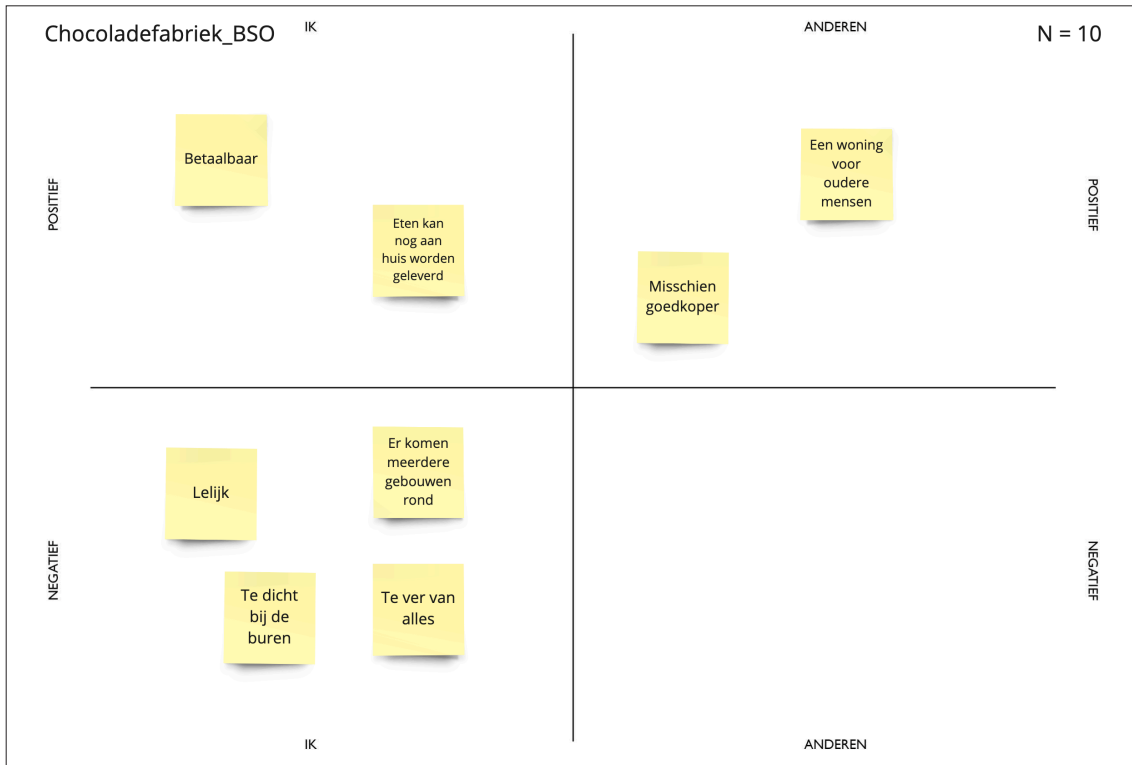 Chocoladefabriek_BSO
IK
ANDEREN
N = 10
POSITIEF
Betaalbaar
Eten kan
nog aan
huis worden
geleverd
Een woning
voor
oudere
mensen
Misschien
goedkoper
POSITIEF
NEGATIEF
Lelijk
Er komen
meerdere
gebouwen
rond
Te dicht
bij de
buren
Te ver van
alles
NEGATIEF
IK
ANDEREN